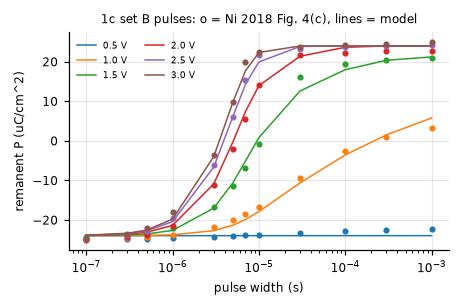 1c set B pulses: o = Ni 2018 Fig. 4(c), lines = model
0.5 V
1.0 V
1.5 V
2.0 V
2.5 V
3.0 V
remanent P (uC/cm^2)
20
10
0
−10
−20
10⁻⁷ 10⁻⁶ 10⁻⁵ 10⁻⁴ 10⁻³
pulse width (s)